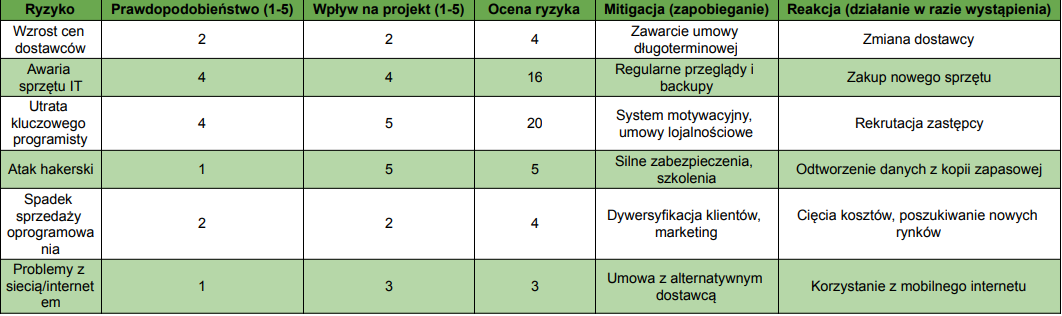 Ryzyko Prawdopodobieństwo (1-5) Wpływ na projekt (1-5) Ocena ryzyka Mitigacja (zapobieganie) Reakcja (działanie w razie wystąpienia)
Wzrost cen
dostawców
2
2
4
Zawarcie umowy
długoterminowej
Zmiana dostawcy
Awaria
sprzętu IT
4
4
16
Regularne przeglądy i
backupy
Zakup nowego sprzętu
Utrata
kluczowego
programisty
4
5
20
System motywacyjny,
umowy lojalnościowe
Rekrutacja zastępcy
Atak hakerski
1
5
5
Silne zabezpieczenia,
szkolenia
Odtworzenie danych z kopii zapasowej
Spadek
sprzedaży
oprogramowa
nia
2
2
4
Dywersyfikacja klientów,
marketing
Cięcia kosztów, poszukiwanie nowych
rynków
Problemy z
siecią/internet
em
1
3
3
Umowa z alternatywnym
dostawcą
Korzystanie z mobilnego internetu